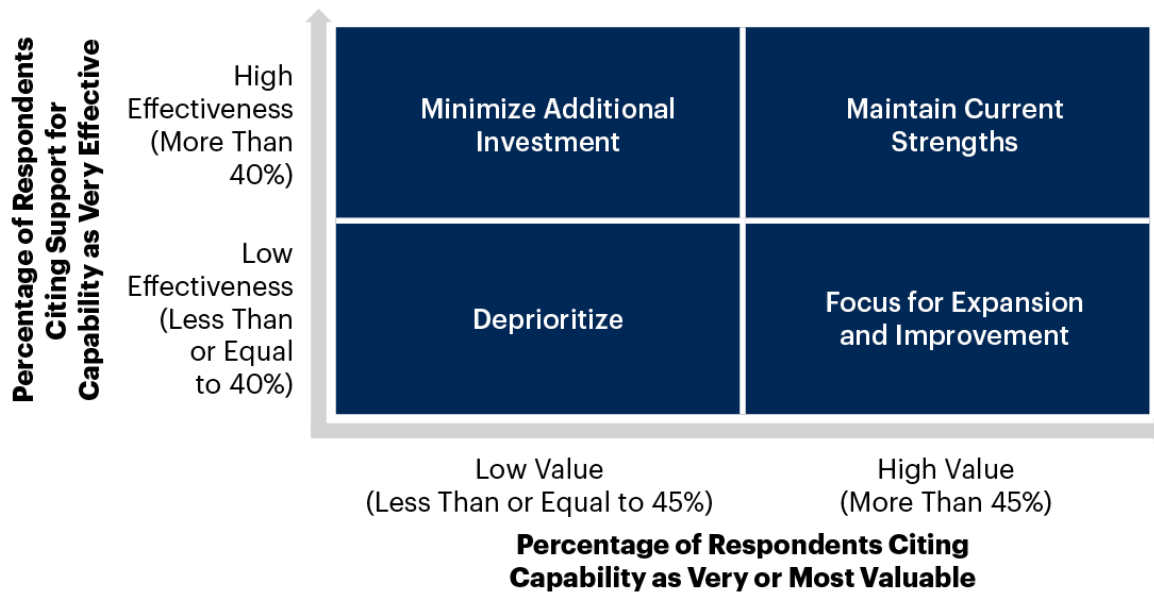 Percentage of Respondents
Citing Support for
Capability as Very Effective
High
Effectiveness
(More Than
40%)
Minimize Additional
Investment
Maintain Current
Strengths
Low
Effectiveness
(Less Than
or Equal
to 40%)
Deprioritize
Focus for Expansion
and Improvement
Low Value
(Less Than or Equal to 45%)
High Value
(More Than 45%)
Percentage of Respondents Citing
Capability as Very or Most Valuable